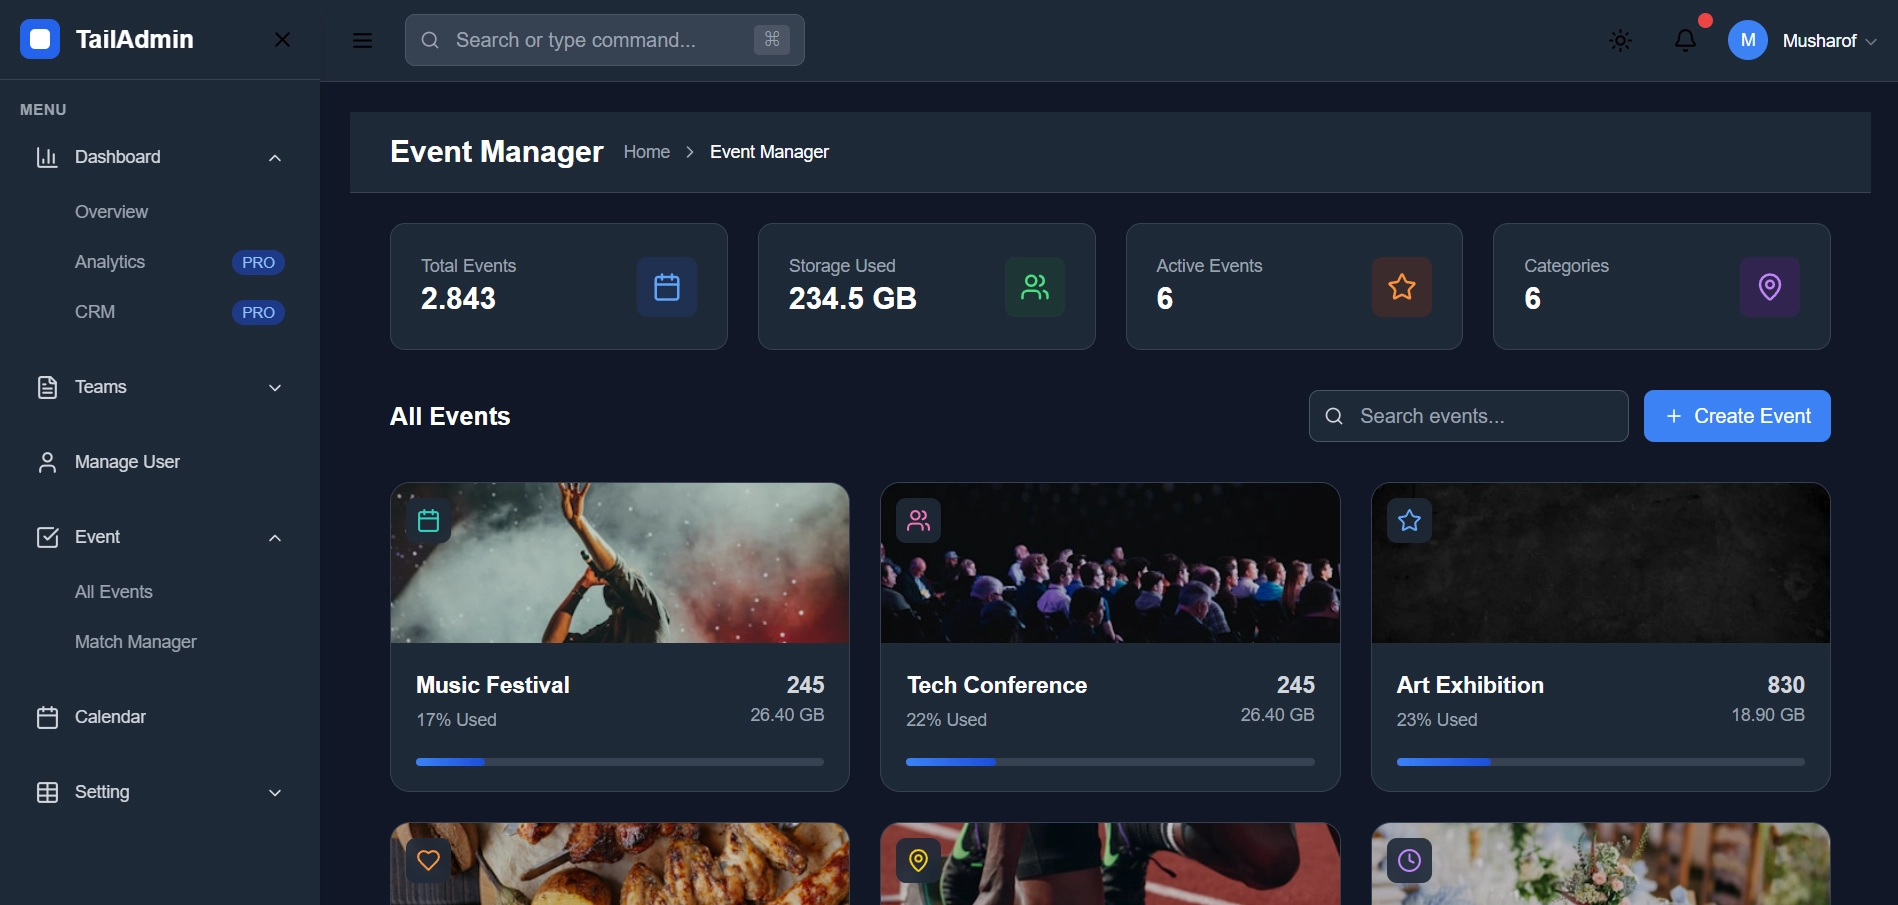 TailAdmin
Search or type command...
⌘
M
Musharof
MENU
Dashboard
Overview
Analytics
PRO
CRM
PRO
Teams
Manage User
Event
All Events
Match Manager
Calendar
Setting
Event Manager
Home
Event Manager
Total Events
2.843
Storage Used
234.5 GB
Active Events
6
Categories
6
All Events
Search events...
Create Event
Music Festival
245
17% Used
26.40 GB
Tech Conference
245
22% Used
26.40 GB
Art Exhibition
830
23% Used
18.90 GB